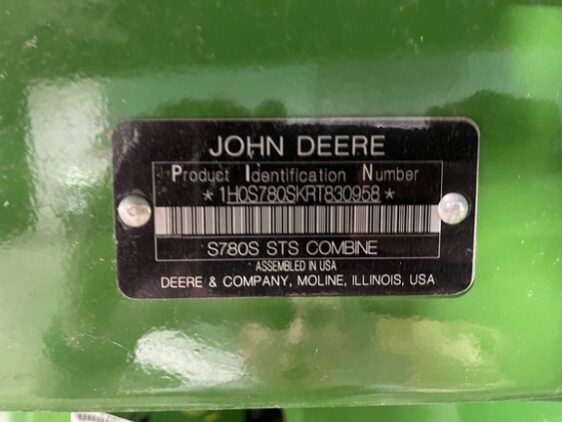 JOHN DEERE
Product Identification Number
*1H0S780SKRT830958*
S780S STS COMBINE
ASSEMBLED IN USA
DEERE & COMPANY, MOLINE, ILLINOIS, USA